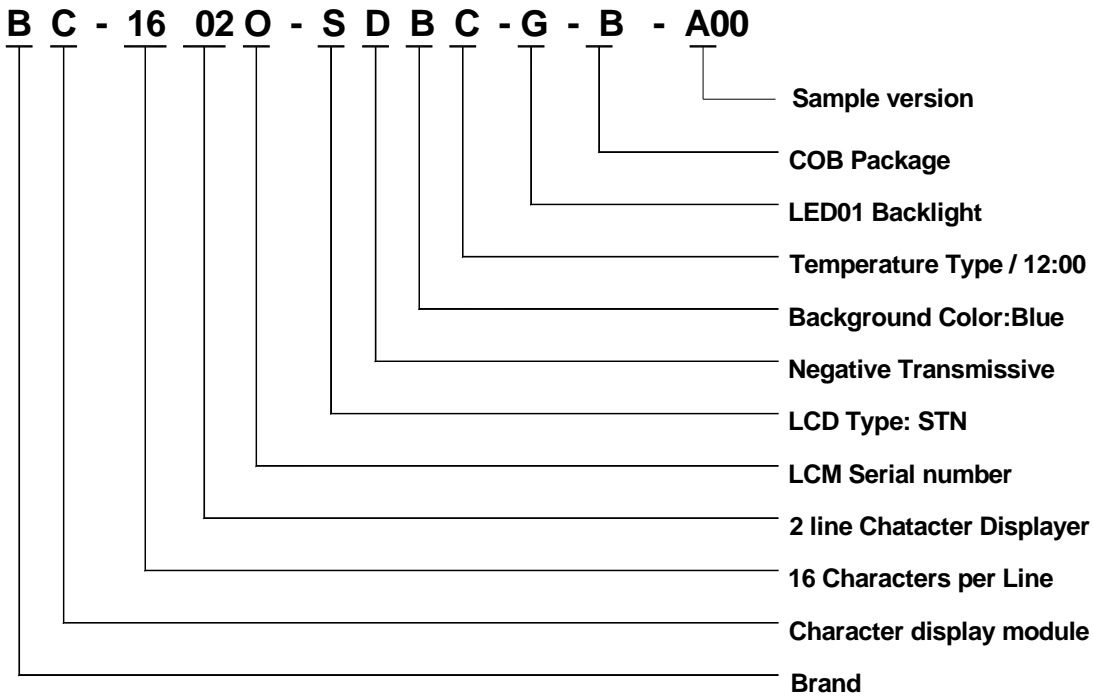 B C - 16 02 O - S D B C - G - B - A00
Sample version
COB Package
LED01 Backlight
Temperature Type / 12:00
Background Color:Blue
Negative Transmissive
LCD Type: STN
LCM Serial number
2 line Chatacter Displayer
16 Characters per Line
Character display module
Brand